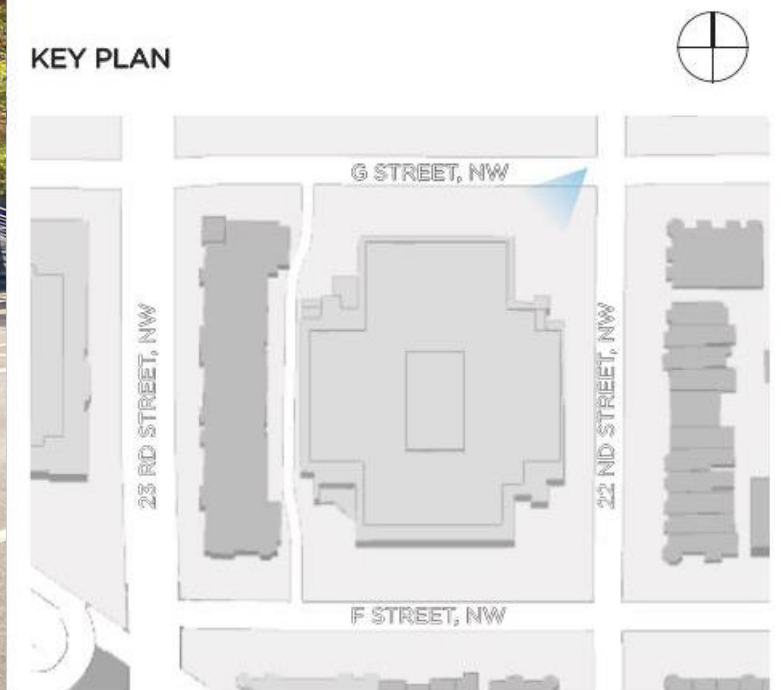 KEY PLAN
G STREET, NW
23 RD STREET, NW
22 ND STREET, NW
F STREET, NW